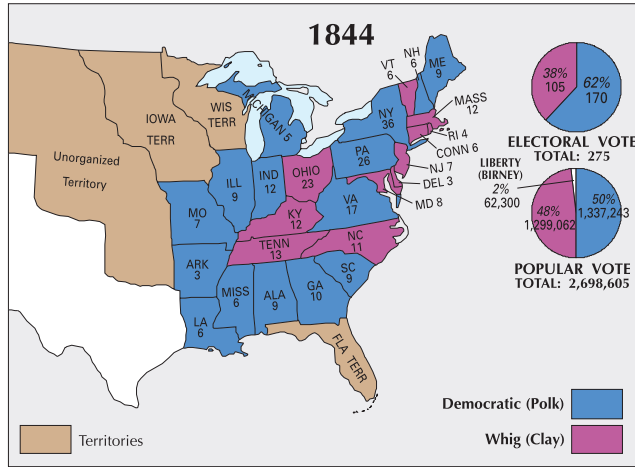 1844
NH
6
VT
6
ME
9
MASS
12
RI 4
CONN 6
NJ 7
DEL 3
MD 8
NY
36
PA
26
MICHIGAN 5
WIS
TERR
IOWA
TERR
Unorganized
Territory
ILL
9
IND
12
OHIO
23
VA
17
KY
12
MO
7
TENN
13
NC
11
ARK
3
SC
9
MISS
6
ALA
9
GA
10
LA
6
FLA TERR
38%
105
62%
170
ELECTORAL VOTE
TOTAL: 275
LIBERTY
(BIRNEY)
2%
62,300
50%
1,337,243
48%
1,299,062
POPULAR VOTE
TOTAL: 2,698,605
Democratic (Polk)
Whig (Clay)
Territories